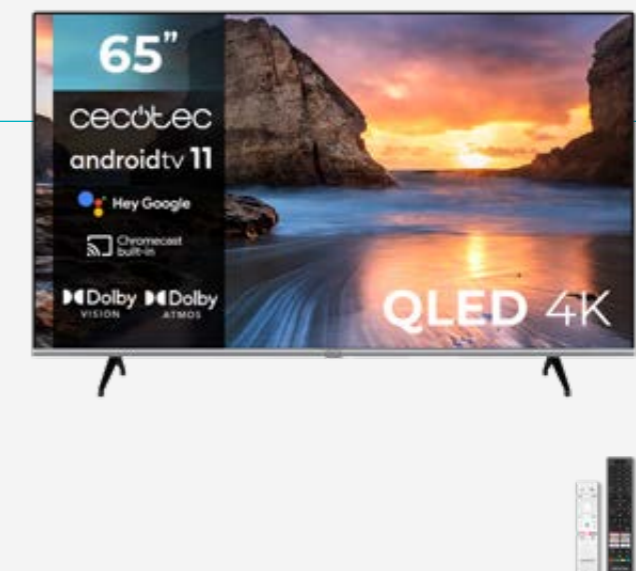 65”
cecotec
androidtv 11
Hey Google
Chromecast
built-in
Dolby Dolby
VISION ATMOS
QLED 4K